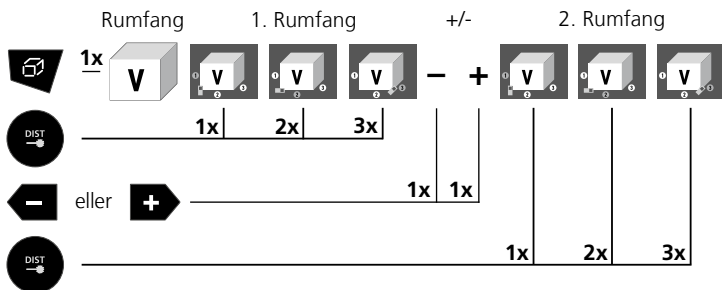 Rumfang 1. Rumfang +/- 2. Rumfang
1x V V V V − + V V V
DIST 1x 2x 3x
1x 1x
− eller +
DIST 1x 2x 3x